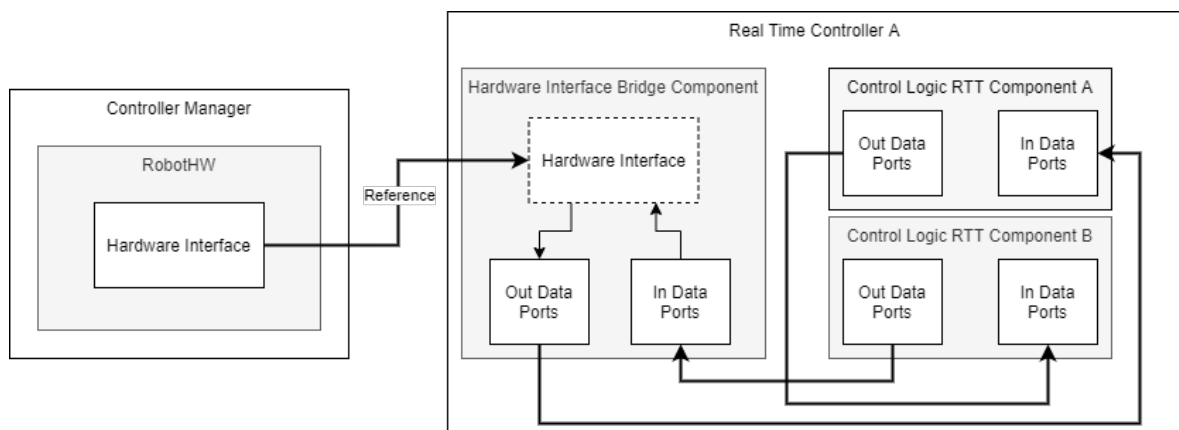 Real Time Controller A
Controller Manager
RobotHW
Hardware Interface
Reference
Hardware Interface Bridge Component
Hardware Interface
Out Data
Ports
In Data
Ports
Control Logic RTT Component A
Out Data
Ports
In Data
Ports
Control Logic RTT Component B
Out Data
Ports
In Data
Ports